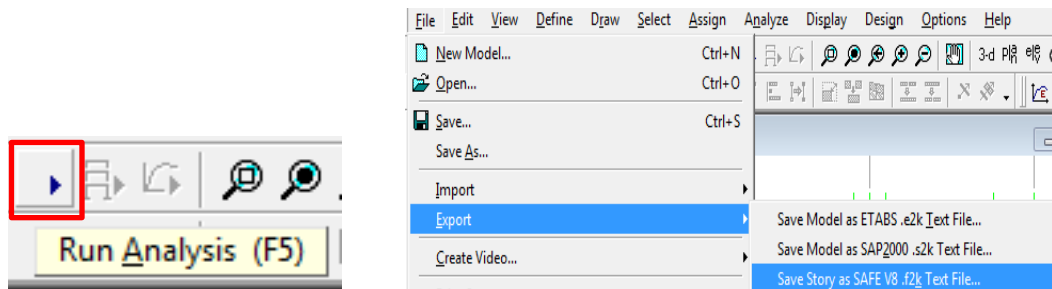 Run Analysis (F5)
File Edit View Define Draw Select Assign Analyze Display Design Options Help
New Model... Ctrl+N
3-d
Open... Ctrl+O
Save... Ctrl+S
Save As...
Import
Export
Save Model as ETABS .e2k Text File...
Save Model as SAP2000 .s2k Text File...
Create Video...
Save Story as SAFE V8 .f2k Text File...